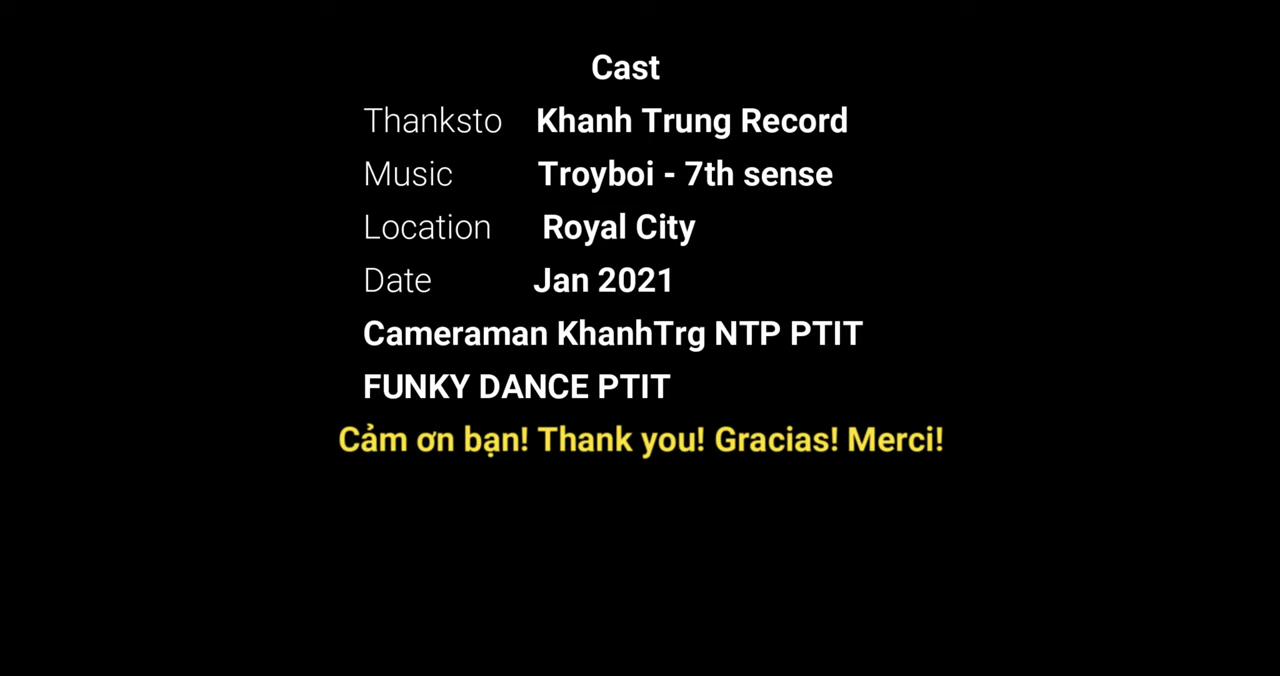 Cast
Thanksto Khanh Trung Record
Music Troyboi - 7th sense
Location Royal City
Date Jan 2021
Cameraman KhanhTrg NTP PTIT
FUNKY DANCE PTIT
Cảm ơn bạn! Thank you! Gracias! Merci!